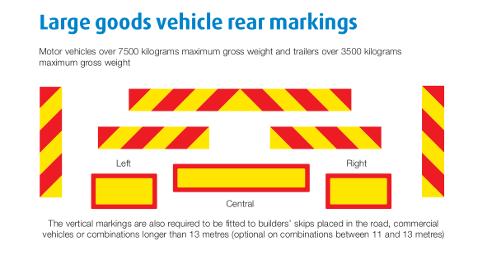 Large goods vehicle rear markings
Motor vehicles over 7500 kilograms maximum gross weight and trailers over 3500 kilograms
maximum gross weight
Left
Right
Central
The vertical markings are also required to be fitted to builders' skips placed in the road, commercial
vehicles or combinations longer than 13 metres (optional on combinations between 11 and 13 metres)